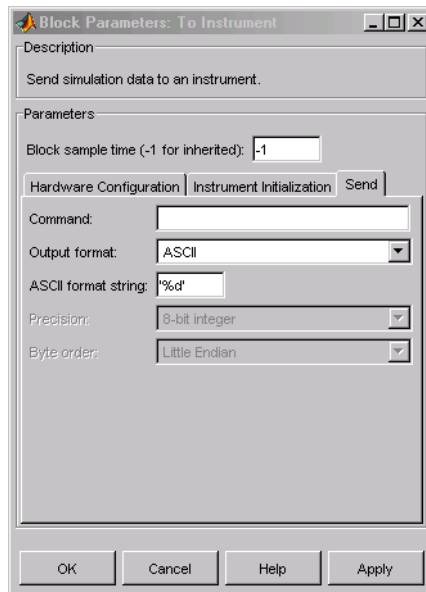 Block Parameters: To Instrument
Description
Send simulation data to an instrument.
Parameters
Block sample time (-1 for inherited): -1
Hardware Configuration Instrument Initialization Send
Command:
Output format: ASCII
ASCII format string: '%d'
Precision: 8-bit integer
Byte order: Little Endian
OK Cancel Help Apply